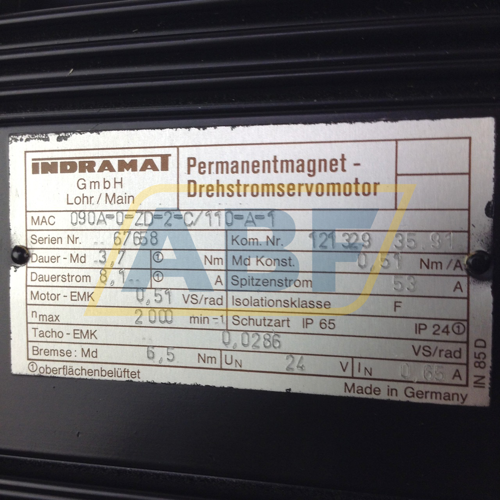 INDRAMAT
GmbH
Lohr./Main
Permanentmagnet-
Drehstromservomotor
MAC 090A-0-ZD-2-C/110-A-1
Serien Nr. 67658 Kom. Nr. 121329 35.91
Dauer-Md 3,7 ① Nm Md Konst. 0,51 Nm/A
Dauerstrom 8,1 ① A Spitzenstrom 53 A
Motor-EMK 0,51 VS/rad Isolationsklasse F
nmax 2000 min-1 Schutzart IP 65 IP 24①
Tacho-EMK 0,0286 VS/rad
Bremse: Md 6,5 Nm UN 24 V IN 0,65 A
①oberflächenbelüftet Made in Germany
IN 85 D
ABF